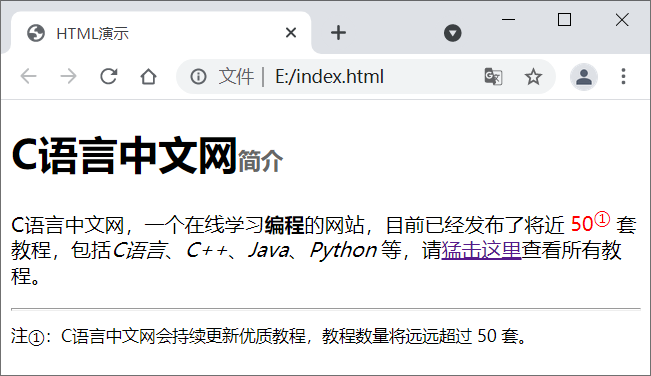 HTML演示
文件 | E:/index.html
C语言中文网简介
C语言中文网，一个在线学习编程的网站，目前已经发布了将近 50① 套
教程，包括C语言、C++、Java、Python 等，请猛击这里查看所有教
程。
注①：C语言中文网会持续更新优质教程，教程数量将远远超过 50 套。